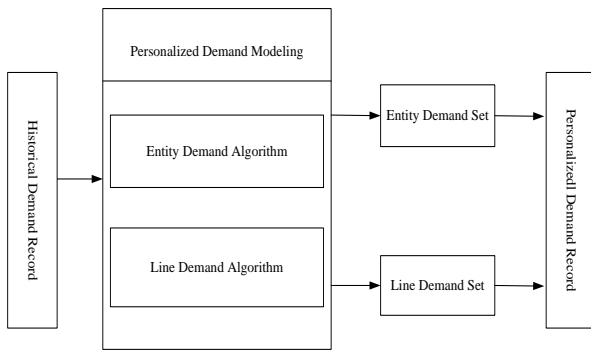 Historical Demand Record
Personalized Demand Modeling
Entity Demand Algorithm
Line Demand Algorithm
Entity Demand Set
Line Demand Set
Personalizedl Demand Record